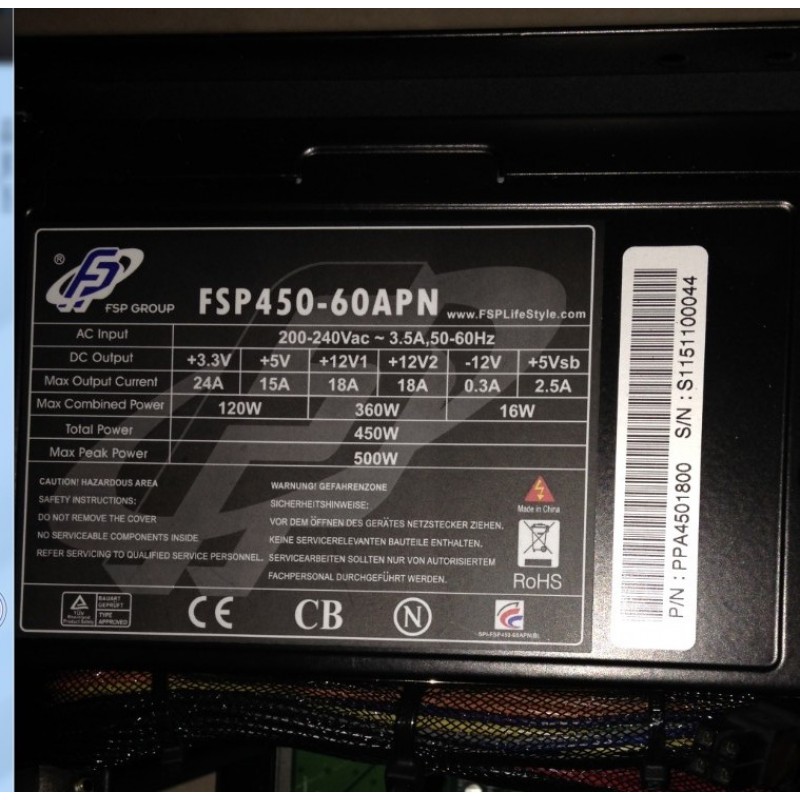 ®
FSP GROUP
FSP450-60APN www.FSPLifeStyle.com
AC Input 200-240Vac ~ 3.5A,50-60Hz
DC Output +3.3V +5V +12V1 +12V2 -12V +5Vsb
Max Output Current 24A 15A 18A 18A 0.3A 2.5A
Max Combined Power 120W 360W 16W
Total Power 450W
Max Peak Power 500W
CAUTION! HAZARDOUS AREA
SAFETY INSTRUCTIONS:
DO NOT REMOVE THE COVER
NO SERVICEABLE COMPONENTS INSIDE
REFER SERVICING TO QUALIFIED SERVICE PERSONNEL.
WARNUNG! GEFAHRENZONE
SICHERHEITSHINWEISE:
VOR DEM ÖFFNEN DES GERÄTES NETZSTECKER ZIEHEN,
KEINE SERVICERELEVANTEN BAUTEILE ENTHALTEN.
SERVICEARBEITEN SOLLTEN NUR VON AUTORISIERTEM
FACHPERSONAL DURCHGEFÜHRT WERDEN.
Made in China
RoHS
BAUART
GEPRÜFT
TYPE
APPROVED
CE CB N
P/N : PPA4501800 S/N : S1151100044